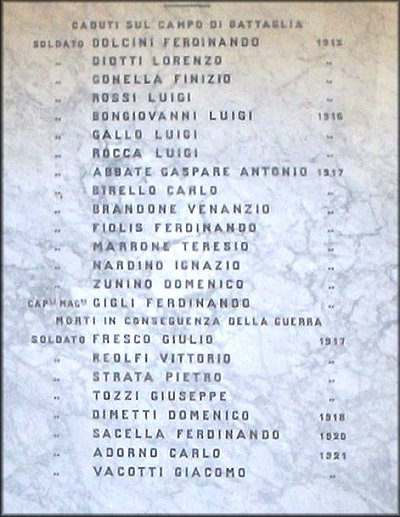 CADUTI SUL CAMPO DI BATTAGLIA
SOLDATO DOLCINI FERDINANDO 1915
" DIOTTI LORENZO "
" GONELLA FINIZIO "
" ROSSI LUIGI "
" BONGIOVANNI LUIGI 1916
" GALLO LUIGI "
" ROCCA LUIGI "
" ABBATE GASPARE ANTONIO 1917
" BIRELLO CARLO "
" BRANDONE VENANZIO "
" FIOLIS FERDINANDO "
" MARRONE TERESIO "
" NARDINO IGNAZIO "
" ZUNINO DOMENICO "
CAPLE MAGRE GIGLI FERDINANDO "
MORTI IN CONSEGUENZA DELLA GUERRA
SOLDATO FRESCO GIULIO 1917
" REOLFI VITTORIO "
" STRATA PIETRO "
" TOZZI GIUSEPPE "
" DIMETTI DOMENICO 1918
" SACELLA FERDINANDO 1920
" ADORNO CARLO 1921
" VACOTTI GIACOMO "